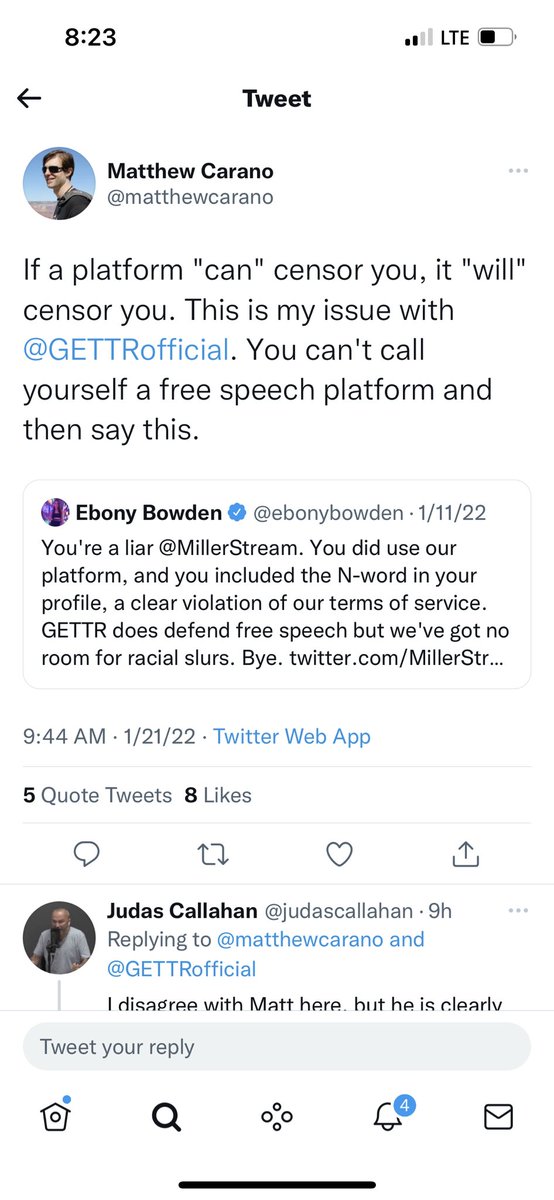 8:23
LTE
Tweet
Matthew Carano
@matthewcarano
If a platform "can" censor you, it "will"
censor you. This is my issue with
@GETTRofficial. You can't call
yourself a free speech platform and
then say this.
Ebony Bowden @ebonybowden · 1/11/22
You're a liar @MillerStream. You did use our
platform, and you included the N-word in your
profile, a clear violation of our terms of service.
GETTR does defend free speech but we've got no
room for racial slurs. Bye. twitter.com/MillerStr...
9:44 AM · 1/21/22 · Twitter Web App
5 Quote Tweets 8 Likes
Judas Callahan @judascallahan · 9h
Replying to @matthewcarano and
@GETTRofficial
I disagree with Matt here, but he is clearly
Tweet your reply
4